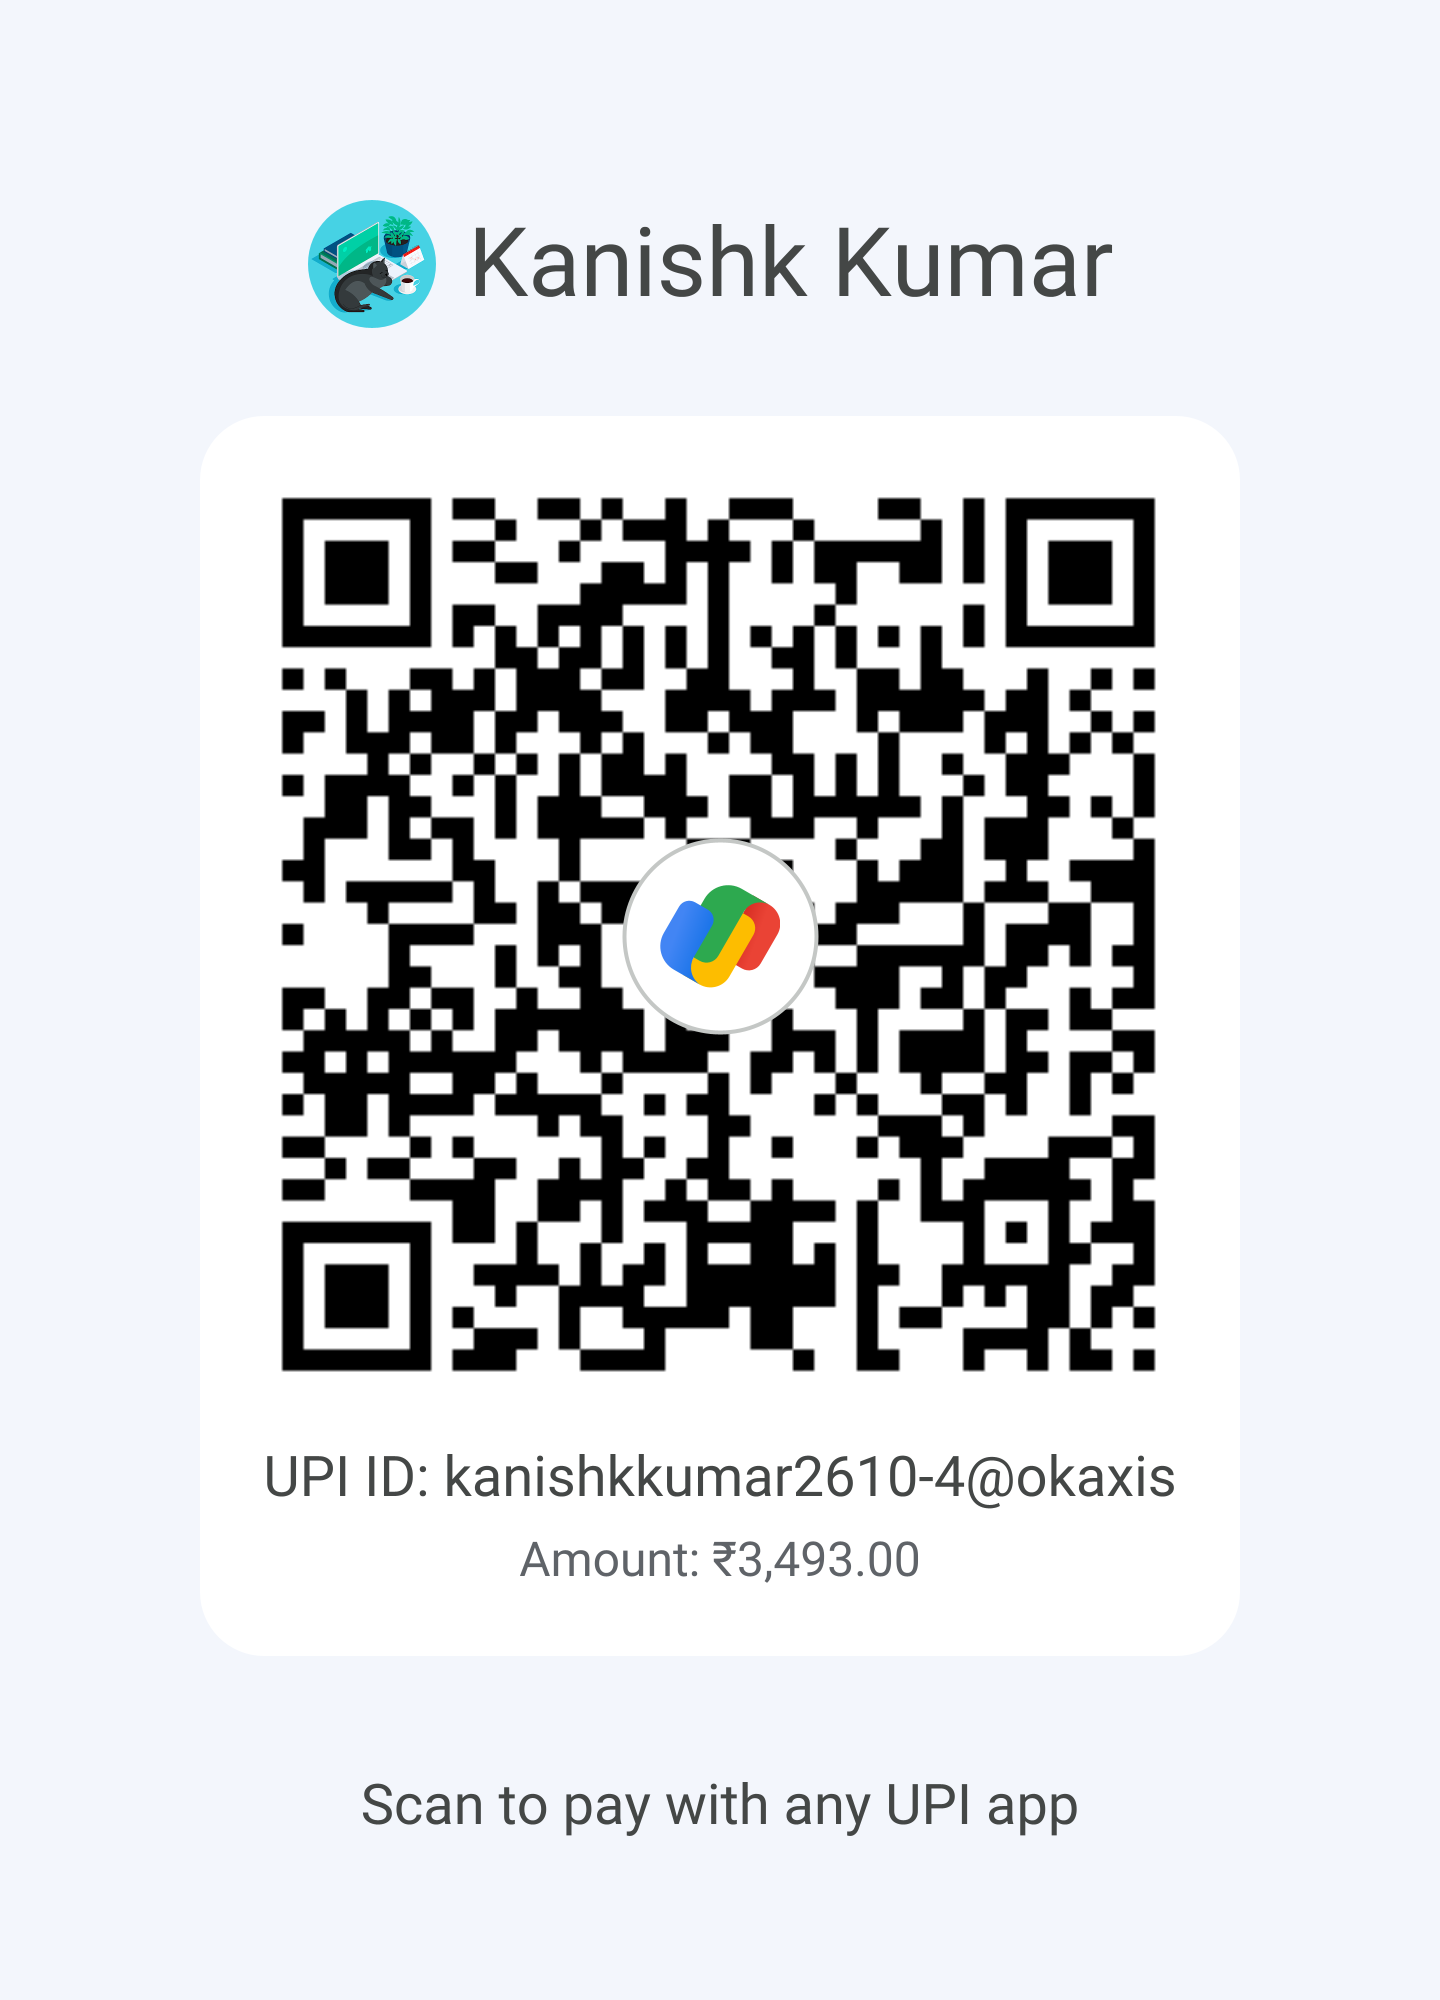 Kanishk Kumar
UPI ID: kanishkkumar2610-4@okaxis
Amount: ₹3,493.00
Scan to pay with any UPI app